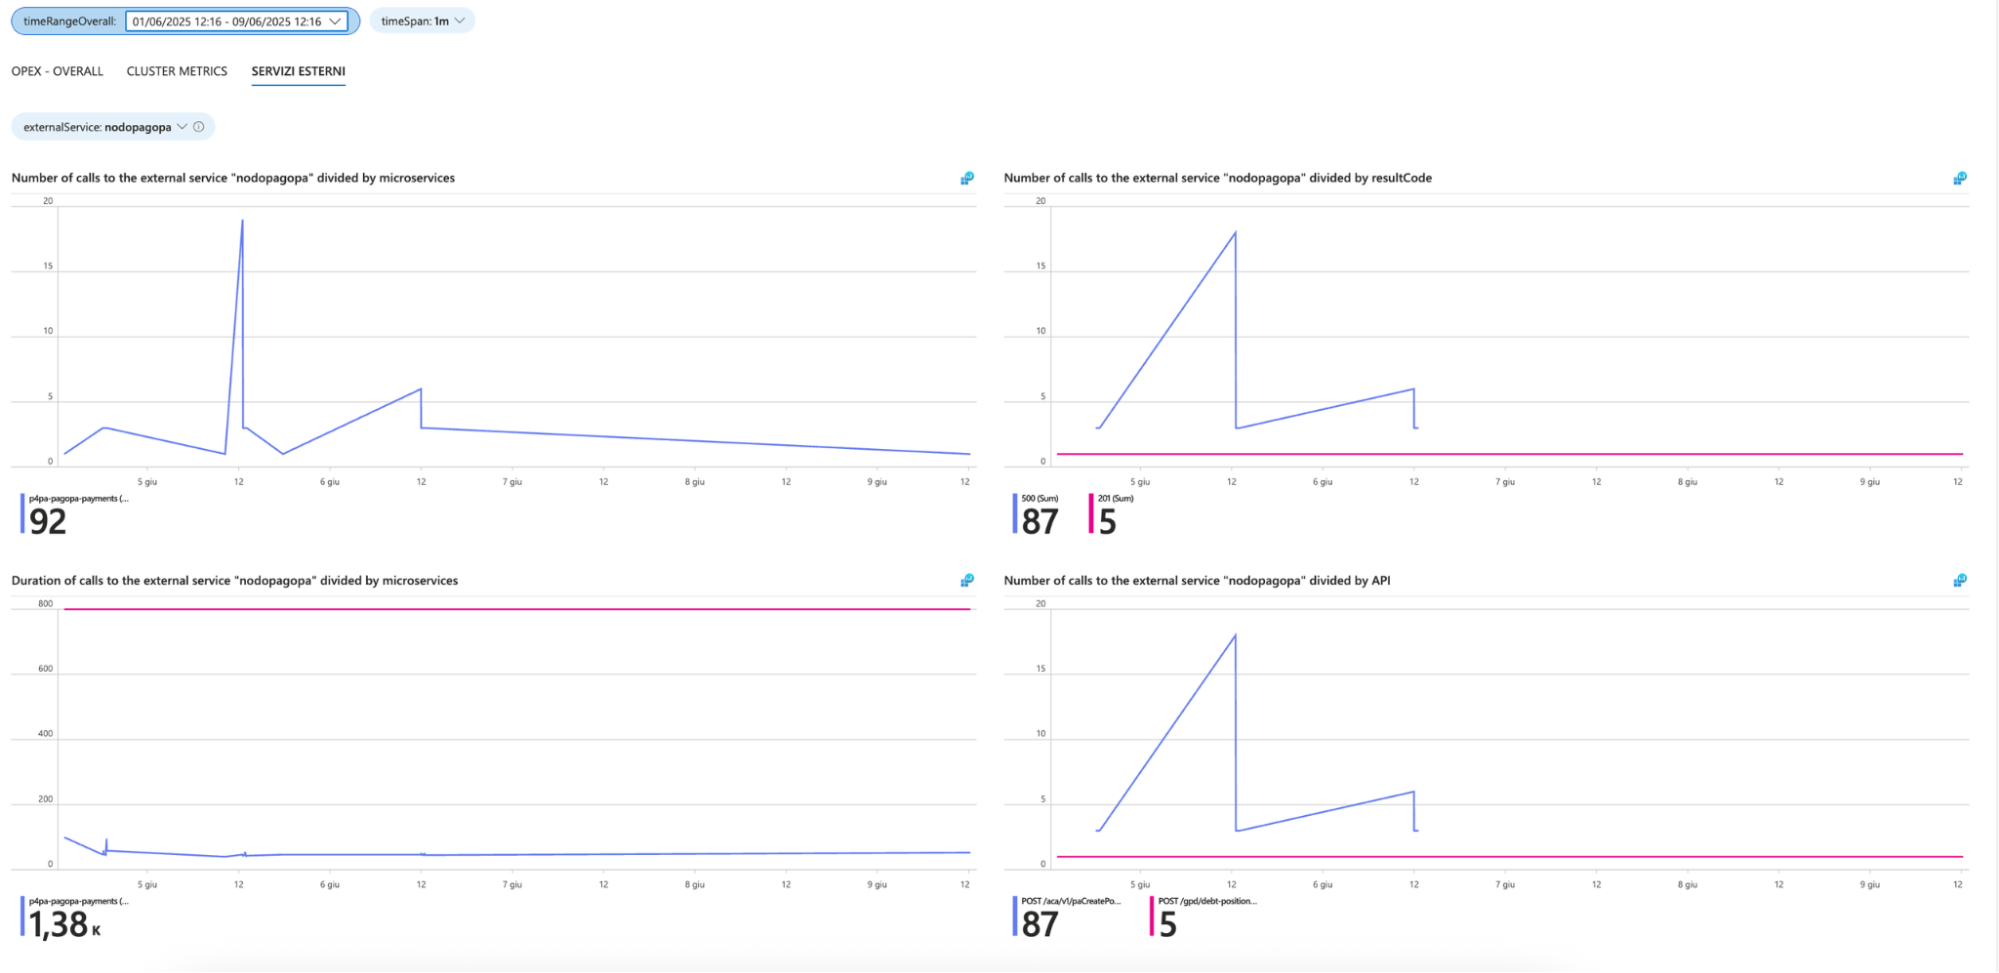 timeRangeOverall: 01/06/2025 12:16 - 09/06/2025 12:16
timeSpan: 1m
OPEX - OVERALL
CLUSTER METRICS
SERVIZI ESTERNI
externalService: nodopagopa
Number of calls to the external service "nodopagopa" divided by microservices
20
15
10
5
0
5 giu
12
6 giu
12
7 giu
12
8 giu
12
9 giu
12
p4pa-pagopa-payments (...
92
Number of calls to the external service "nodopagopa" divided by resultCode
20
15
10
5
0
5 giu
12
6 giu
12
7 giu
12
8 giu
12
9 giu
12
500 (Sum)
87
201 (Sum)
5
Duration of calls to the external service "nodopagopa" divided by microservices
800
600
400
200
0
5 giu
12
6 giu
12
7 giu
12
8 giu
12
9 giu
12
p4pa-pagopa-payments (...
1,38 K
Number of calls to the external service "nodopagopa" divided by API
20
15
10
5
0
5 giu
12
6 giu
12
7 giu
12
8 giu
12
9 giu
12
POST /aca/v1/paCreatePo...
87
POST /gpd/debt-position...
5